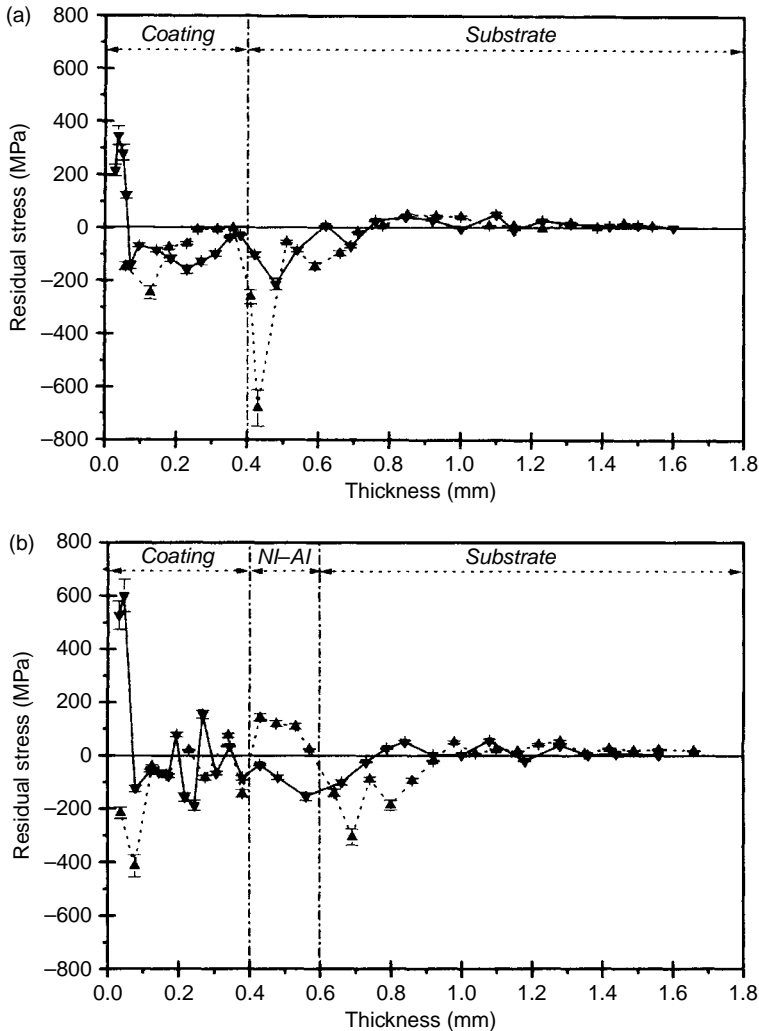 (a)
800
600
400
200
0
–200
–400
–600
–800
Residual stress (MPa)
Coating
Substrate
0.0 0.2 0.4 0.6 0.8 1.0 1.2 1.4 1.6 1.8
Thickness (mm)
(b)
800
600
400
200
0
–200
–400
–600
–800
Residual stress (MPa)
Coating
NI–AI
Substrate
0.0 0.2 0.4 0.6 0.8 1.0 1.2 1.4 1.6 1.8
Thickness (mm)